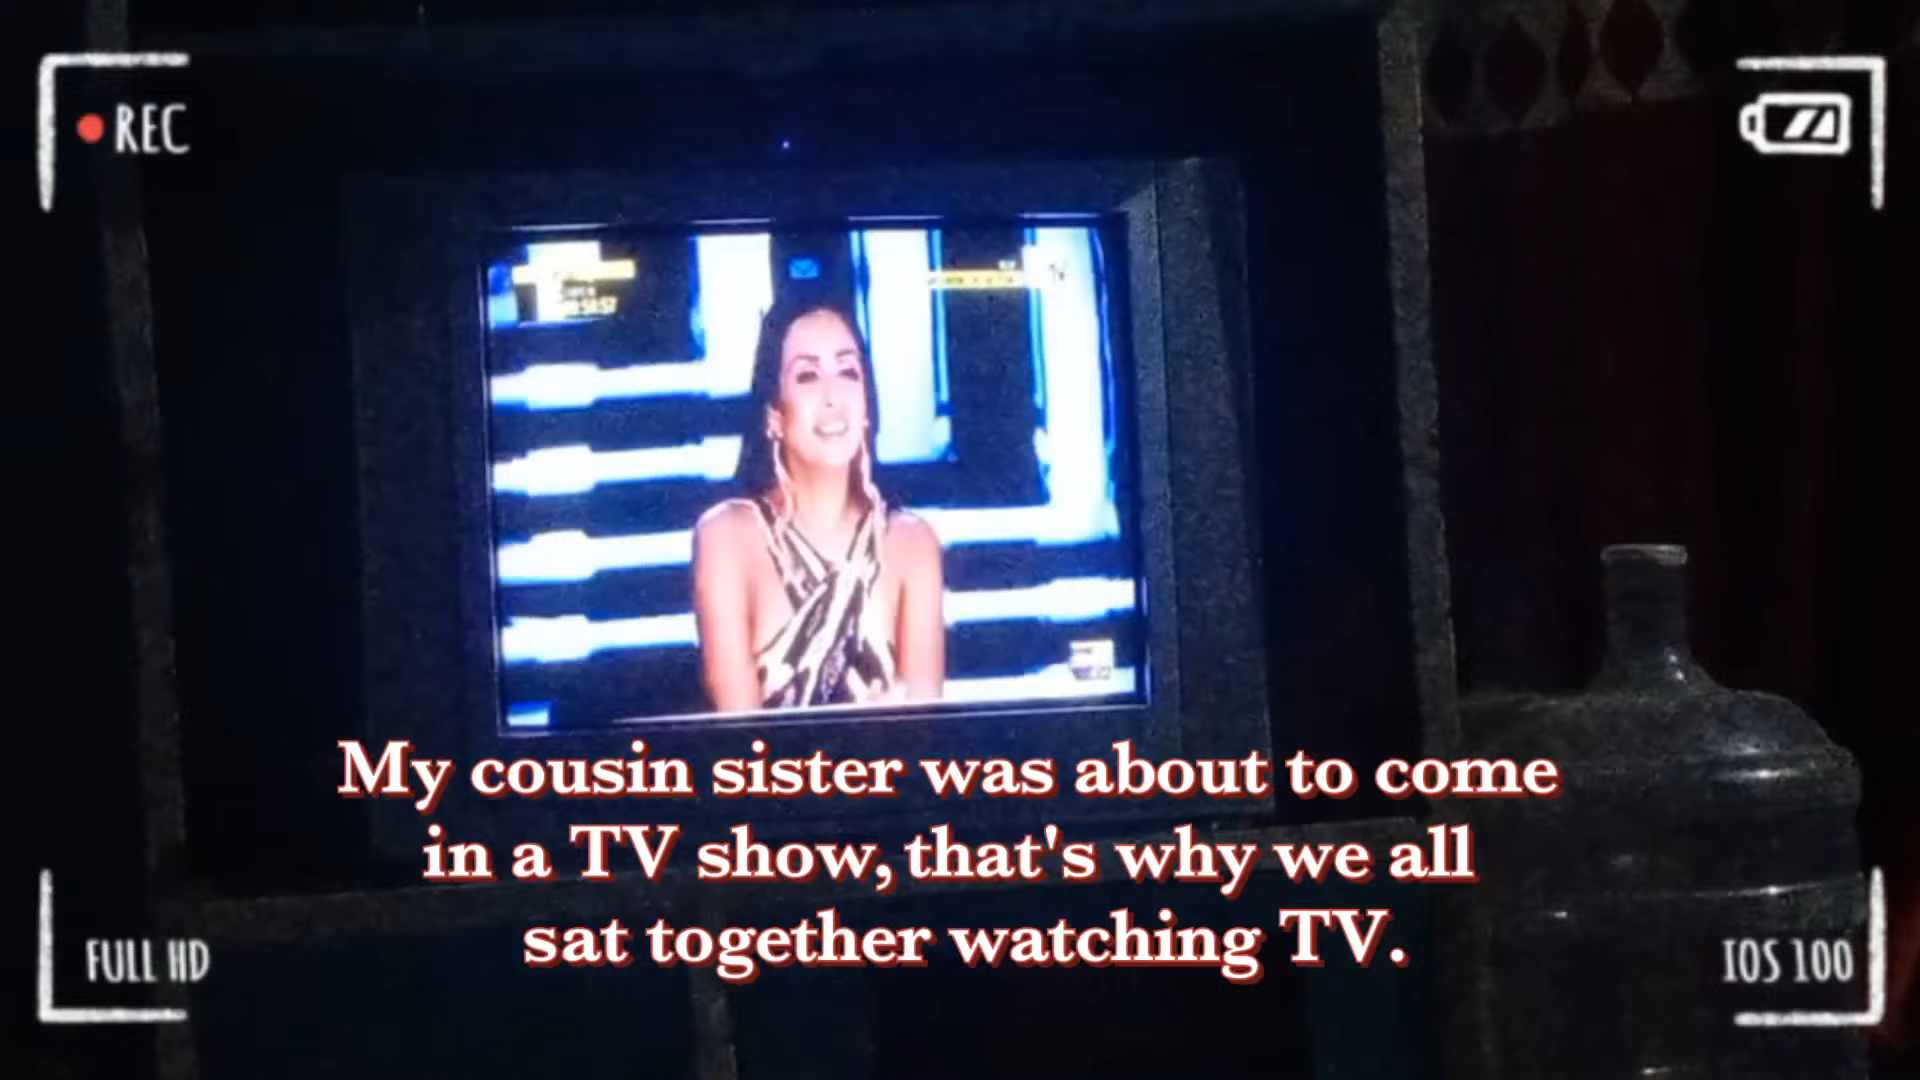 REC
My cousin sister was about to come
in a TV show, that's why we all
sat together watching TV.
FULL HD
IOS 100